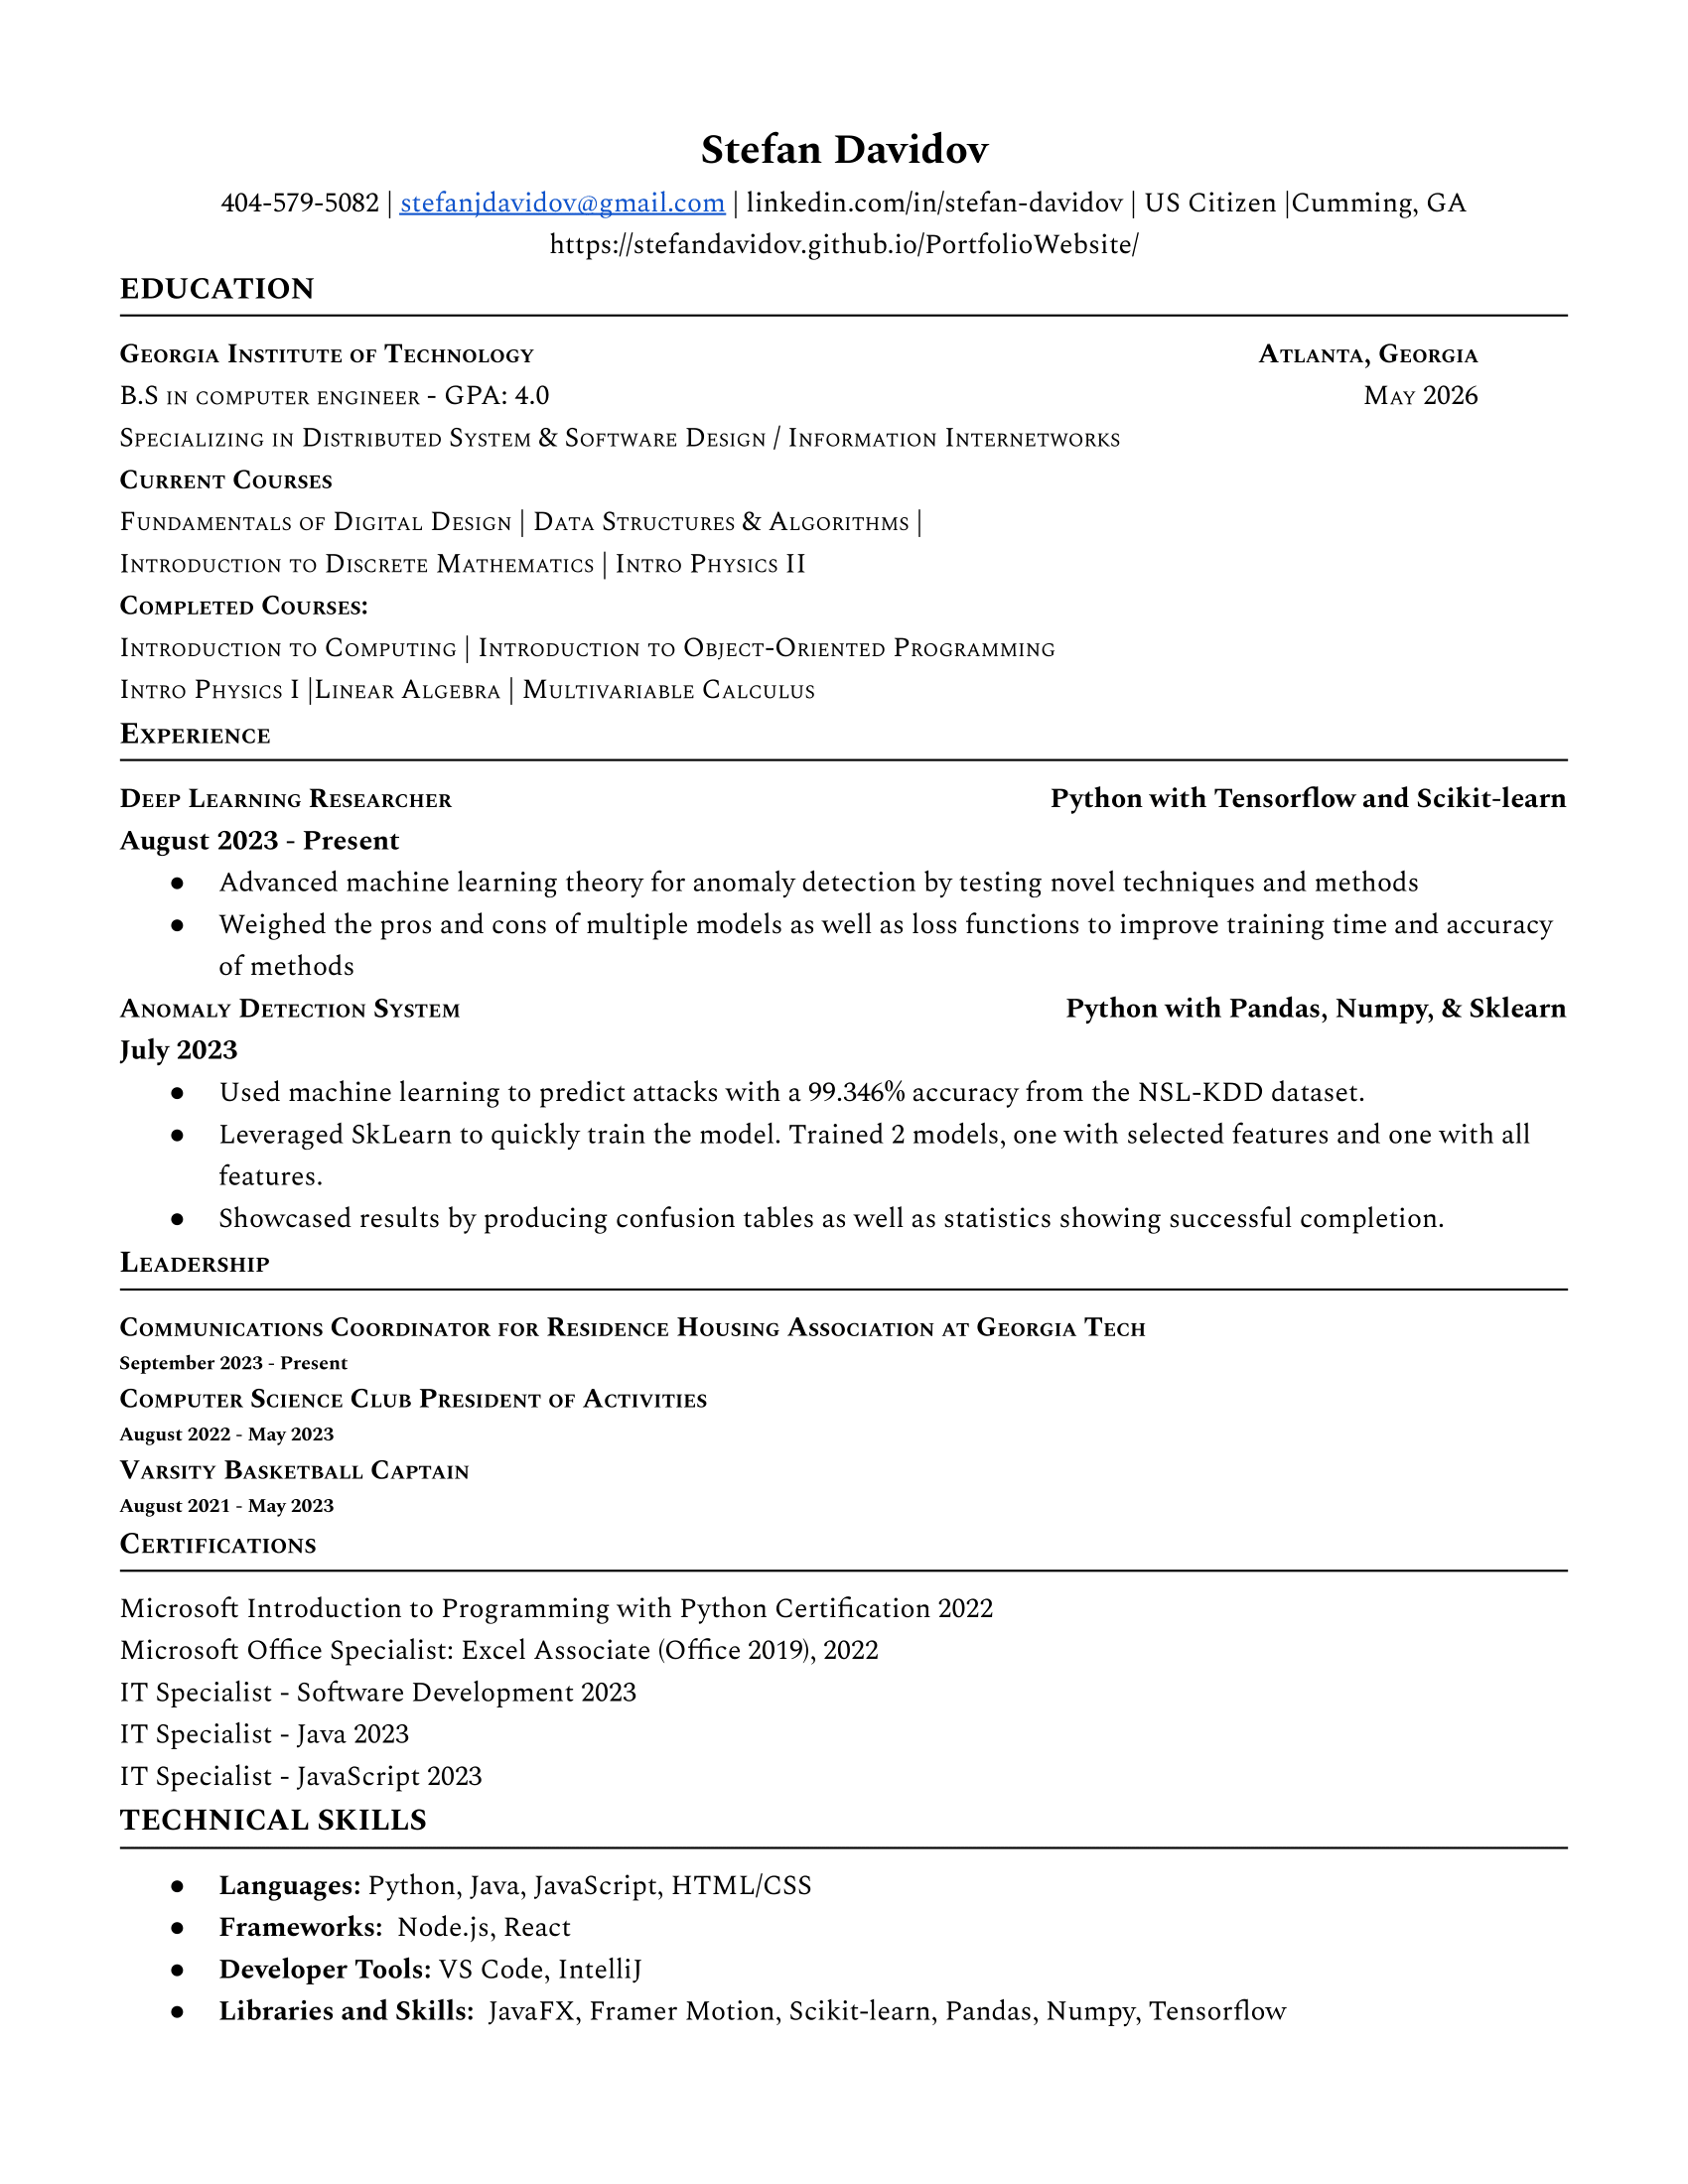 Stefan Davidov
404-579-5082 | stefanjdavidov@gmail.com | linkedin.com/in/stefan-davidov | US Citizen |Cumming, GA
https://stefandavidov.github.io/PortfolioWebsite/
EDUCATION
Georgia Institute of Technology Atlanta, Georgia
B.S in computer engineer - GPA: 4.0 May 2026
Specializing in Distributed System & Software Design / Information Internetworks
Current Courses
Fundamentals of Digital Design | Data Structures & Algorithms |
Introduction to Discrete Mathematics | Intro Physics II
Completed Courses:
Introduction to Computing | Introduction to Object-Oriented Programming
Intro Physics I |Linear Algebra | Multivariable Calculus
Experience
Deep Learning Researcher Python with Tensorflow and Scikit-learn
August 2023 - Present
● Advanced machine learning theory for anomaly detection by testing novel techniques and methods
● Weighed the pros and cons of multiple models as well as loss functions to improve training time and accuracy
of methods
Anomaly Detection System Python with Pandas, Numpy, & Sklearn
July 2023
● Used machine learning to predict attacks with a 99.346% accuracy from the NSL-KDD dataset.
● Leveraged SkLearn to quickly train the model. Trained 2 models, one with selected features and one with all
features.
● Showcased results by producing confusion tables as well as statistics showing successful completion.
Leadership
Communications Coordinator for Residence Housing Association at Georgia Tech
September 2023 - Present
Computer Science Club President of Activities
August 2022 - May 2023
Varsity Basketball Captain
August 2021 - May 2023
Certifications
Microsoft Introduction to Programming with Python Certification 2022
Microsoft Office Specialist: Excel Associate (Office 2019), 2022
IT Specialist - Software Development 2023
IT Specialist - Java 2023
IT Specialist - JavaScript 2023
TECHNICAL SKILLS
● Languages: Python, Java, JavaScript, HTML/CSS
● Frameworks: Node.js, React
● Developer Tools: VS Code, IntelliJ
● Libraries and Skills: JavaFX, Framer Motion, Scikit-learn, Pandas, Numpy, Tensorflow